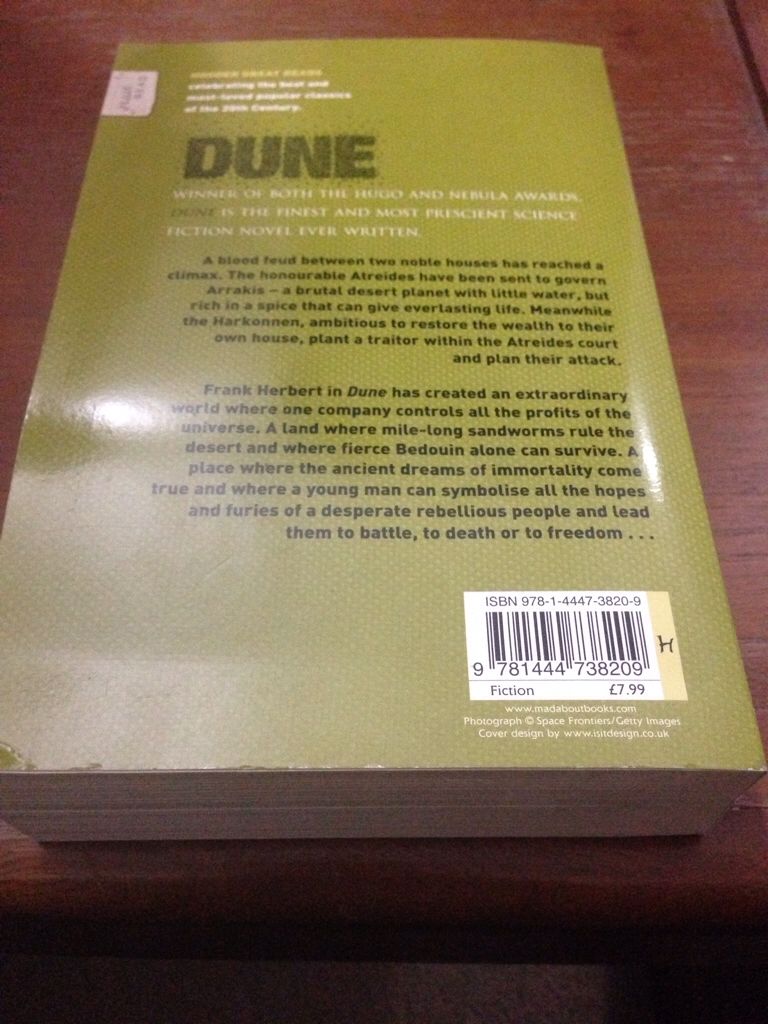 HODDER GREAT READS
celebrating the best and
most-loved popular classics
of the 20th Century.
GREAT READ
DUNE
WINNER OF BOTH THE HUGO AND NEBULA AWARDS,
DUNE IS THE FINEST AND MOST PRESCIENT SCIENCE
FICTION NOVEL EVER WRITTEN.
A blood feud between two noble houses has reached a
climax. The honourable Atreides have been sent to govern
Arrakis – a brutal desert planet with little water, but
rich in a spice that can give everlasting life. Meanwhile
the Harkonnen, ambitious to restore the wealth to their
own house, plant a traitor within the Atreides court
and plan their attack.
Frank Herbert in Dune has created an extraordinary
world where one company controls all the profits of the
universe. A land where mile-long sandworms rule the
desert and where fierce Bedouin alone can survive. A
place where the ancient dreams of immortality come
true and where a young man can symbolise all the hopes
and furies of a desperate rebellious people and lead
them to battle, to death or to freedom . . .
ISBN 978-1-4447-3820-9
9 781444 738209
Fiction £7.99
H
www.madaboutbooks.com
Photograph © Space Frontiers/Getty Images
Cover design by www.isitdesign.co.uk